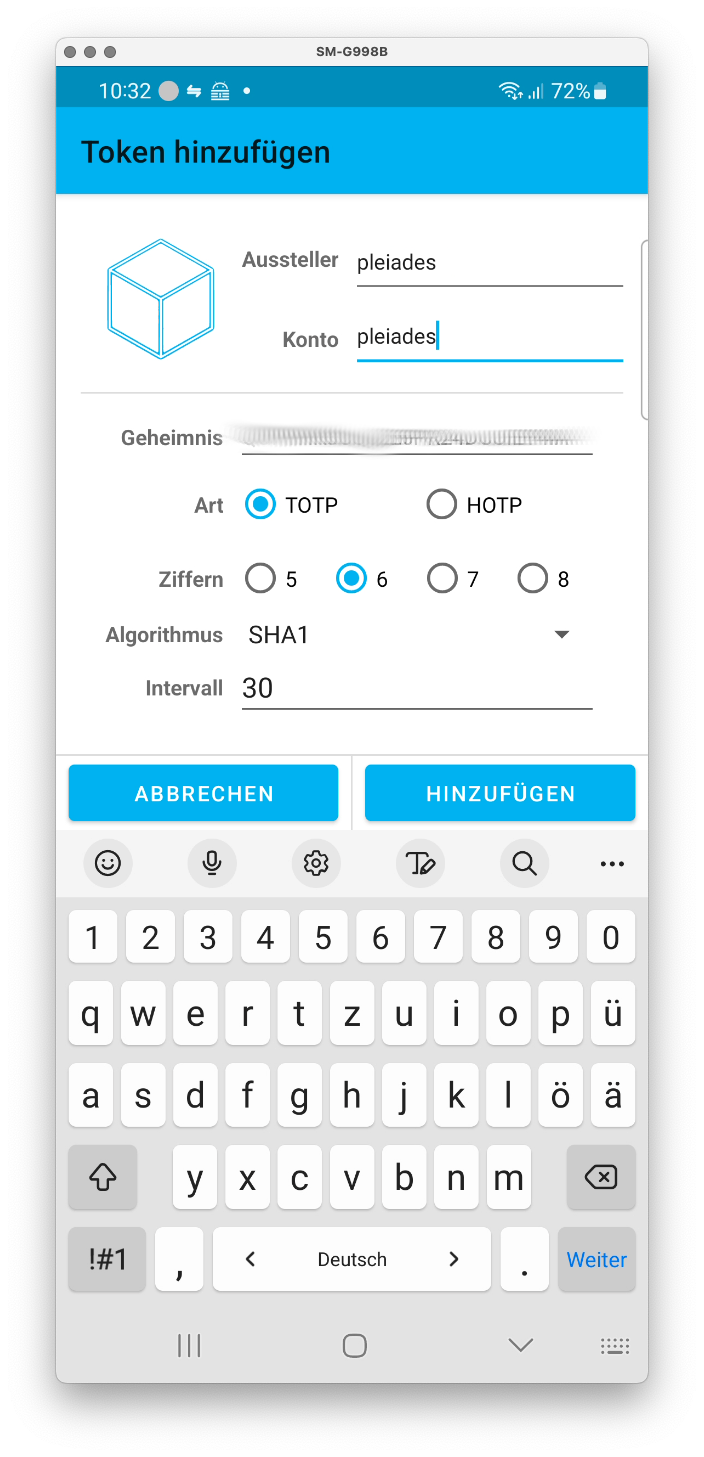 SM-G998B
10:32 72%
Token hinzufügen
Aussteller pleiades
Konto pleiades
Geheimnis
Art TOTP HOTP
Ziffern 5 6 7 8
Algorithmus SHA1
Intervall 30
ABBRECHEN HINZUFÜGEN
1 2 3 4 5 6 7 8 9 0
q w e r t z u i o p ü
a s d f g h j k l ö ä
y x c v b n m
!#1 , < Deutsch > . Weiter